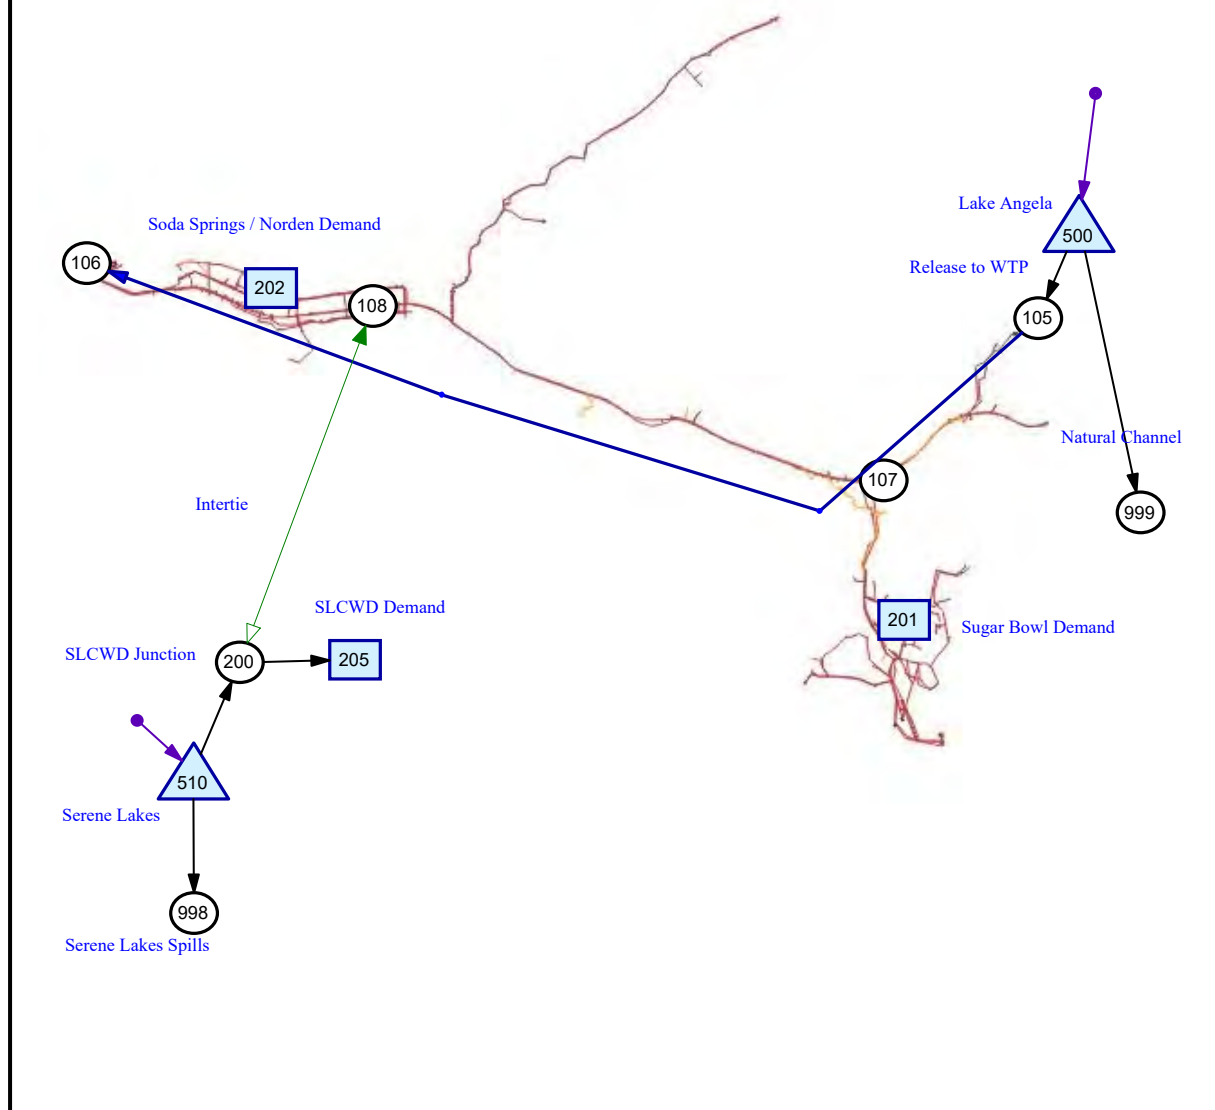 Lake Angela
500
Soda Springs / Norden Demand
106
Release to WTP
202
108
105
Natural Channel
107
Intertie
999
SLCWD Demand
201
Sugar Bowl Demand
SLCWD Junction
200
205
510
Serene Lakes
998
Serene Lakes Spills